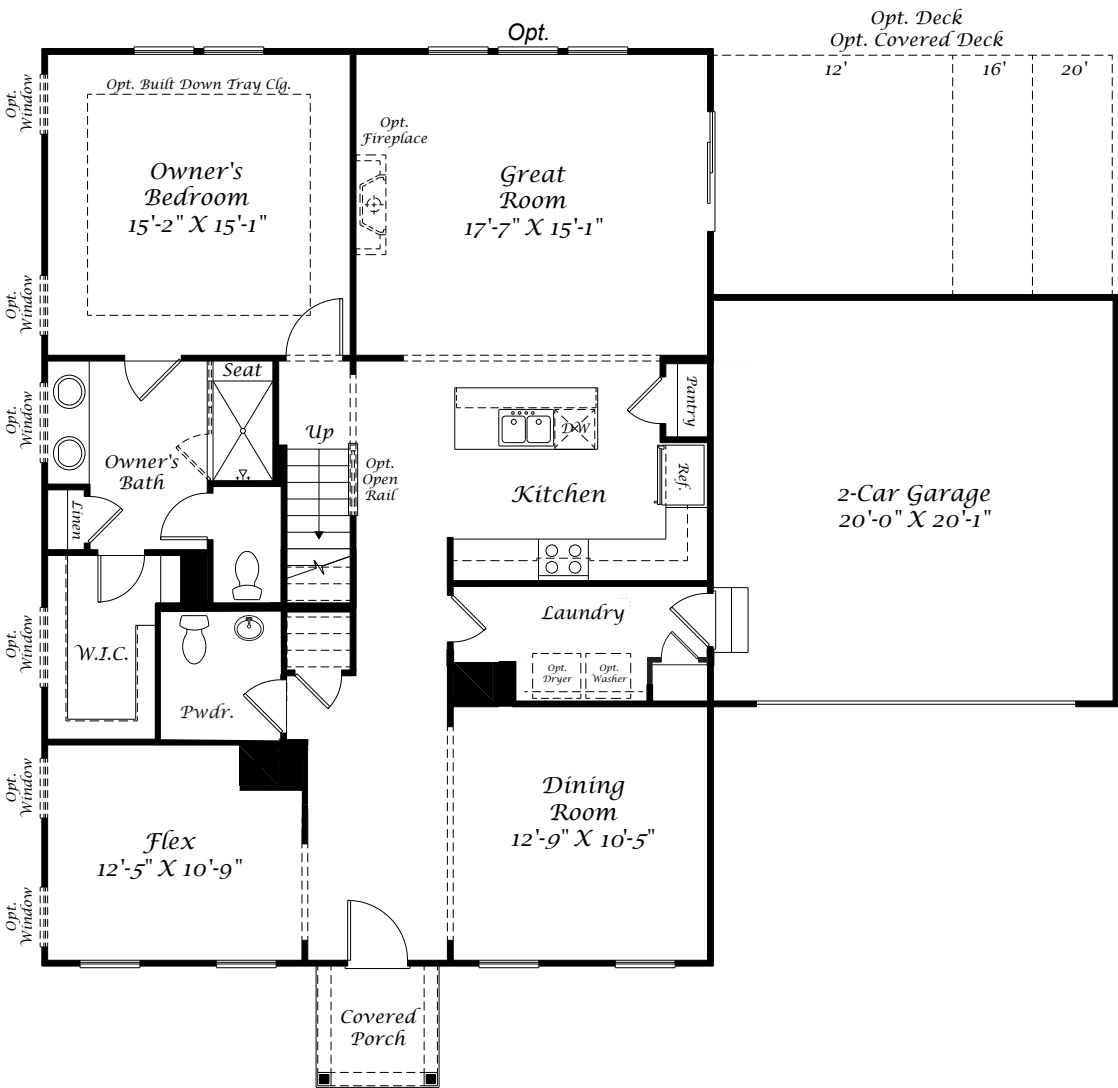 Opt. Deck
Opt. Covered Deck
Opt.
12'
16'
20'
Opt.
Window
Opt. Built Down Tray Clg.
Owner's
Bedroom
15'-2" X 15'-1"
Opt.
Fireplace
Great
Room
17'-7" X 15'-1"
Opt.
Window
Opt.
Window
Seat
Owner's
Bath
Linen
Up
Opt.
Open
Rail
DW
Pantry
Kitchen
Ref.
2-Car Garage
20'-0" X 20'-1"
Opt.
Window
W.I.C.
Pwdr.
Laundry
Opt.
Dryer
Opt.
Washer
Opt.
Window
Flex
12'-5" X 10'-9"
Dining
Room
12'-9" X 10'-5"
Opt.
Window
Covered
Porch